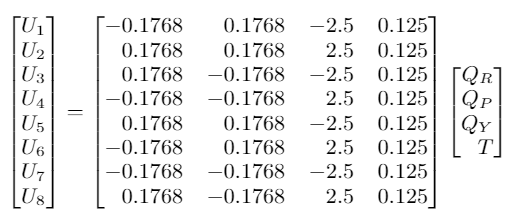 U1 −0.1768 0.1768 −2.5 0.125
U2 0.1768 0.1768 2.5 0.125
U3 0.1768 −0.1768 −2.5 0.125 QR
U4 −0.1768 −0.1768 2.5 0.125 QP
U5 = 0.1768 0.1768 −2.5 0.125 QY
U6 −0.1768 0.1768 2.5 0.125 T
U7 −0.1768 −0.1768 −2.5 0.125
U8 0.1768 −0.1768 2.5 0.125